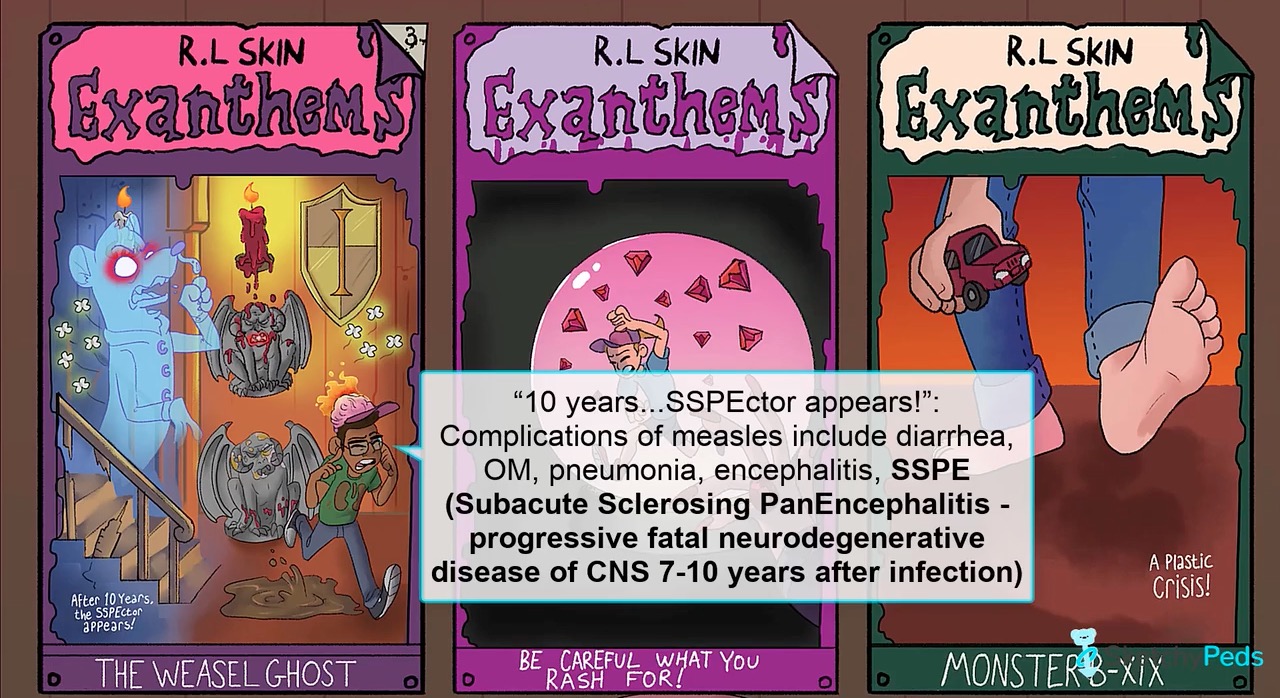 R.L SKIN
Exanthems
3+
After 10 Years,
the SSPEctor
appears!
THE WEASEL GHOST
R.L SKIN
Exanthems
“10 years...SSPEctor appears!”:
Complications of measles include diarrhea,
OM, pneumonia, encephalitis, SSPE
(Subacute Sclerosing PanEncephalitis -
progressive fatal neurodegenerative
disease of CNS 7-10 years after infection)
BE CAREFUL WHAT YOU
RASH FOR!
R.L SKIN
Exanthems
A Plastic
Crisis!
MONSTER B-XIX
SketchyPeds